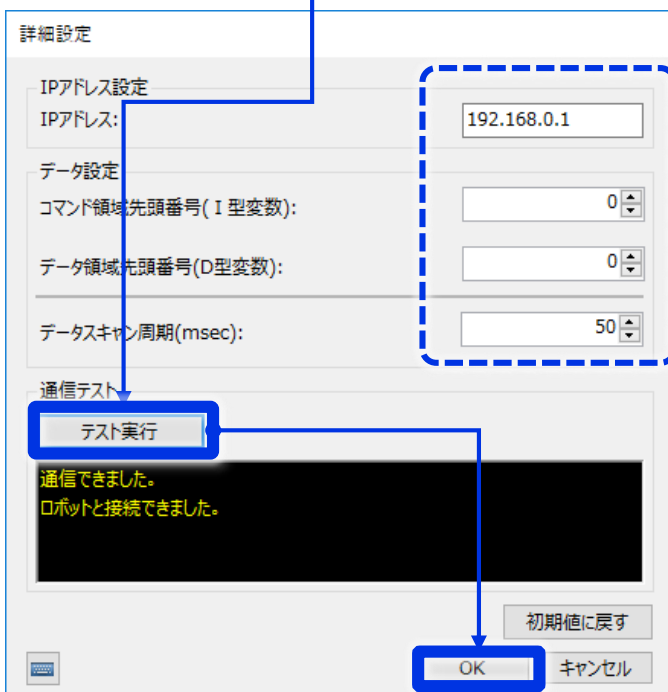 詳細設定
IPアドレス設定
IPアドレス: 192.168.0.1
データ設定
コマンド領域先頭番号(I型変数): 0
データ領域先頭番号(D型変数): 0
データスキャン周期(msec): 50
通信テスト
テスト実行
通信できました。
ロボットと接続できました。
初期値に戻す
OK キャンセル